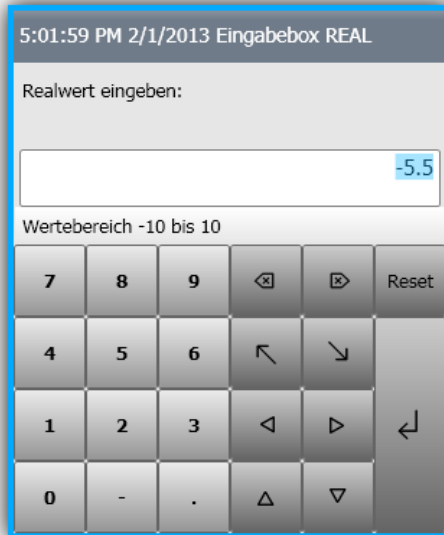 5:01:59 PM 2/1/2013 Eingabebox REAL
Realwert eingeben:
-5.5
Wertebereich -10 bis 10
7 8 9 Reset
4 5 6
1 2 3
0 - .